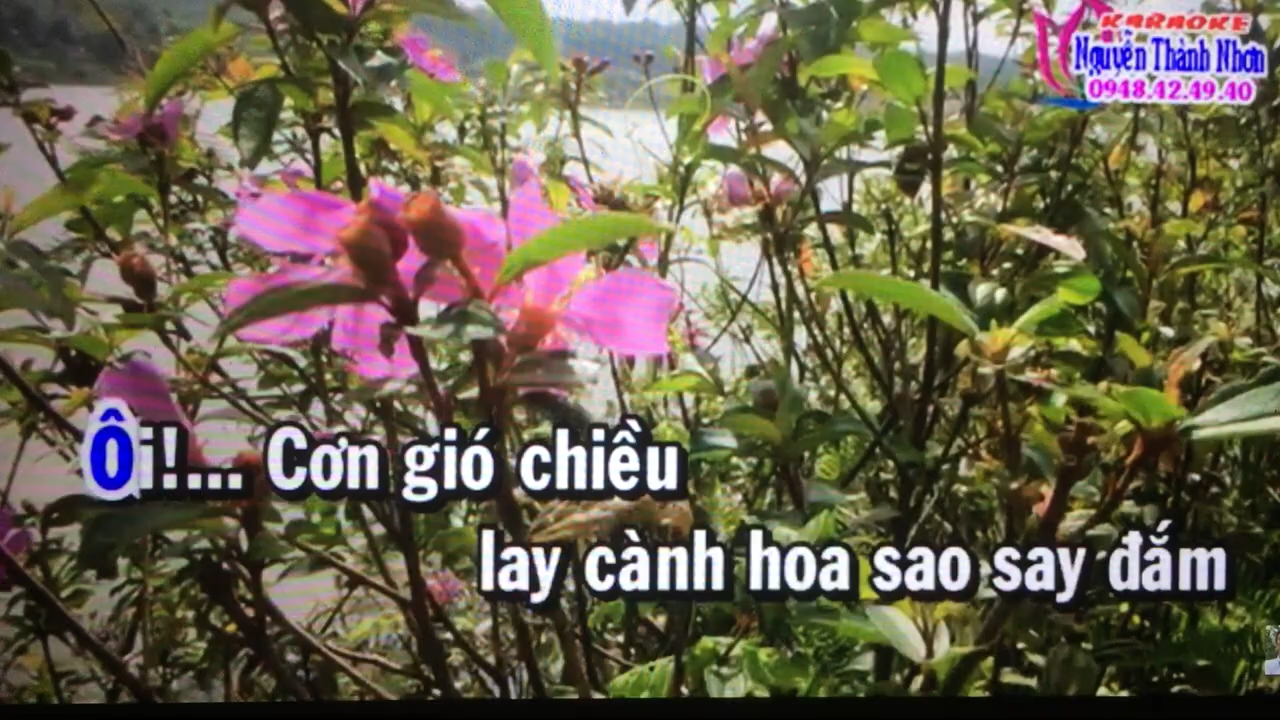 KARAOKE
Nguyễn Thành Nhơn
0948.42.49.40
Ôi!... Cơn gió chiều
lay cành hoa sao say đắm